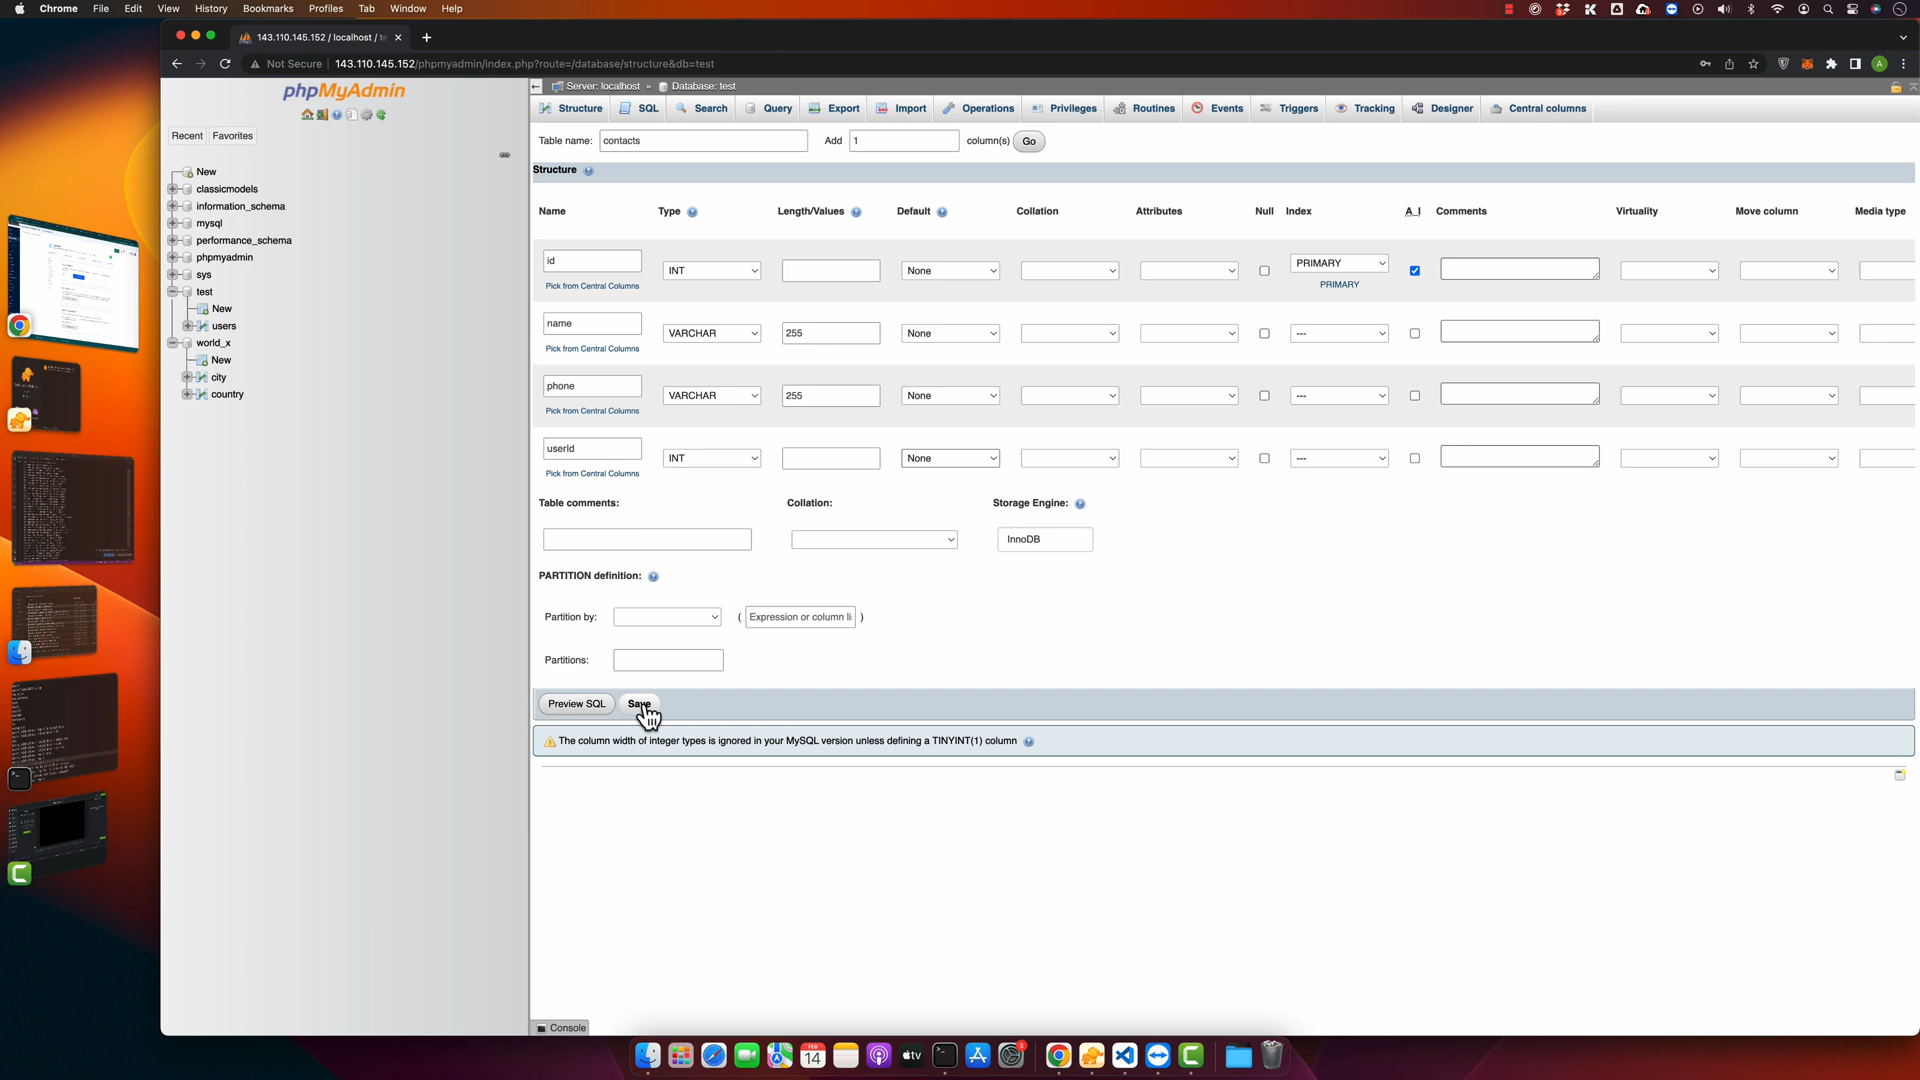 Chrome File Edit View History Bookmarks Profiles Tab Window Help
143.110.145.152 / localhost / te
Not Secure 143.110.145.152/phpmyadmin/index.php?route=/database/structure&db=test
A
phpMyAdmin
Recent Favorites
New
classicmodels
information_schema
mysql
performance_schema
phpmyadmin
sys
test
New
users
world_x
New
city
country
Server: localhost » Database: test
Structure SQL Search Query Export Import Operations Privileges Routines Events Triggers Tracking Designer Central columns
Table name: contacts Add 1 column(s) Go
Structure
Name Type Length/Values Default Collation Attributes Null Index A_I Comments Virtuality Move column Media type
id INT None PRIMARY
Pick from Central Columns PRIMARY
name VARCHAR 255 None ---
Pick from Central Columns
phone VARCHAR 255 None ---
Pick from Central Columns
userId INT None ---
Pick from Central Columns
Table comments: Collation: Storage Engine:
InnoDB
PARTITION definition:
Partition by: ( Expression or column li )
Partitions:
Preview SQL Save
The column width of integer types is ignored in your MySQL version unless defining a TINYINT(1) column
Console
FEB
14
tv
3